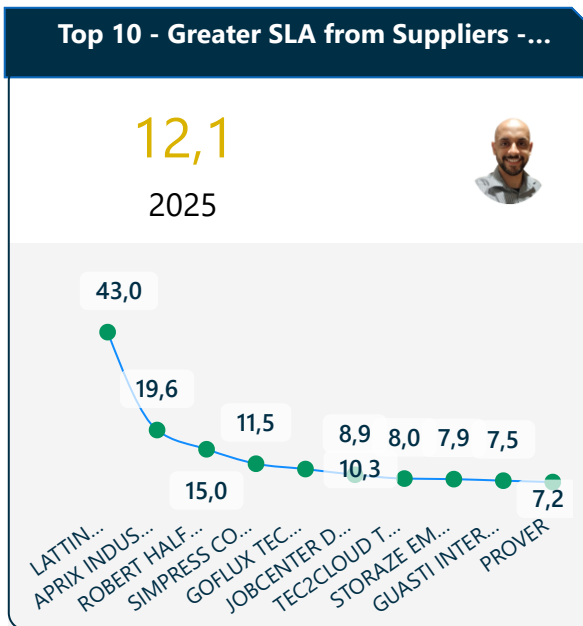 Top 10 - Greater SLA from Suppliers -...
12,1
2025
43,0
19,6
15,0
11,5
10,3
8,9
8,0
7,9
7,5
7,2
LATTIN...
APRIX INDUS...
ROBERT HALF...
SIMPRESS CO...
GOFLUX TEC...
JOBCENTER D...
TEC2CLOUD T...
STORAZE EM...
GUASTI INTER...
PROVER